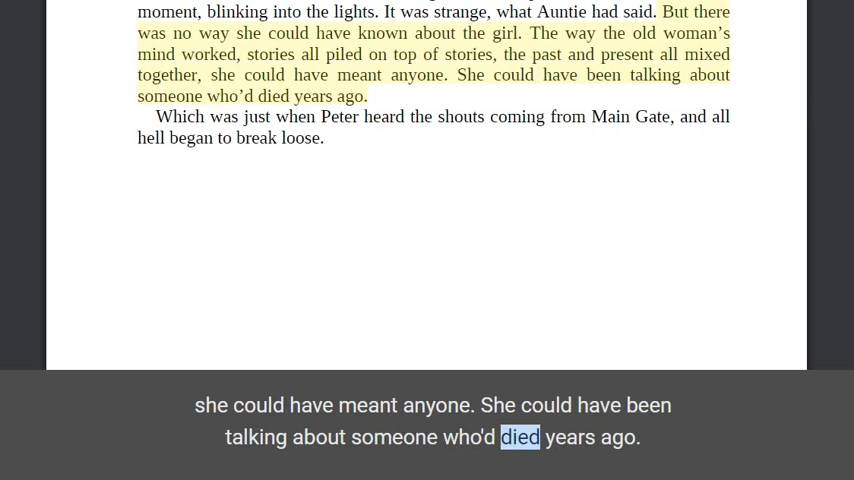 moment, blinking into the lights. It was strange, what Auntie had said. But there
was no way she could have known about the girl. The way the old woman’s
mind worked, stories all piled on top of stories, the past and present all mixed
together, she could have meant anyone. She could have been talking about
someone who’d died years ago.
Which was just when Peter heard the shouts coming from Main Gate, and all
hell began to break loose.
she could have meant anyone. She could have been
talking about someone who'd died years ago.